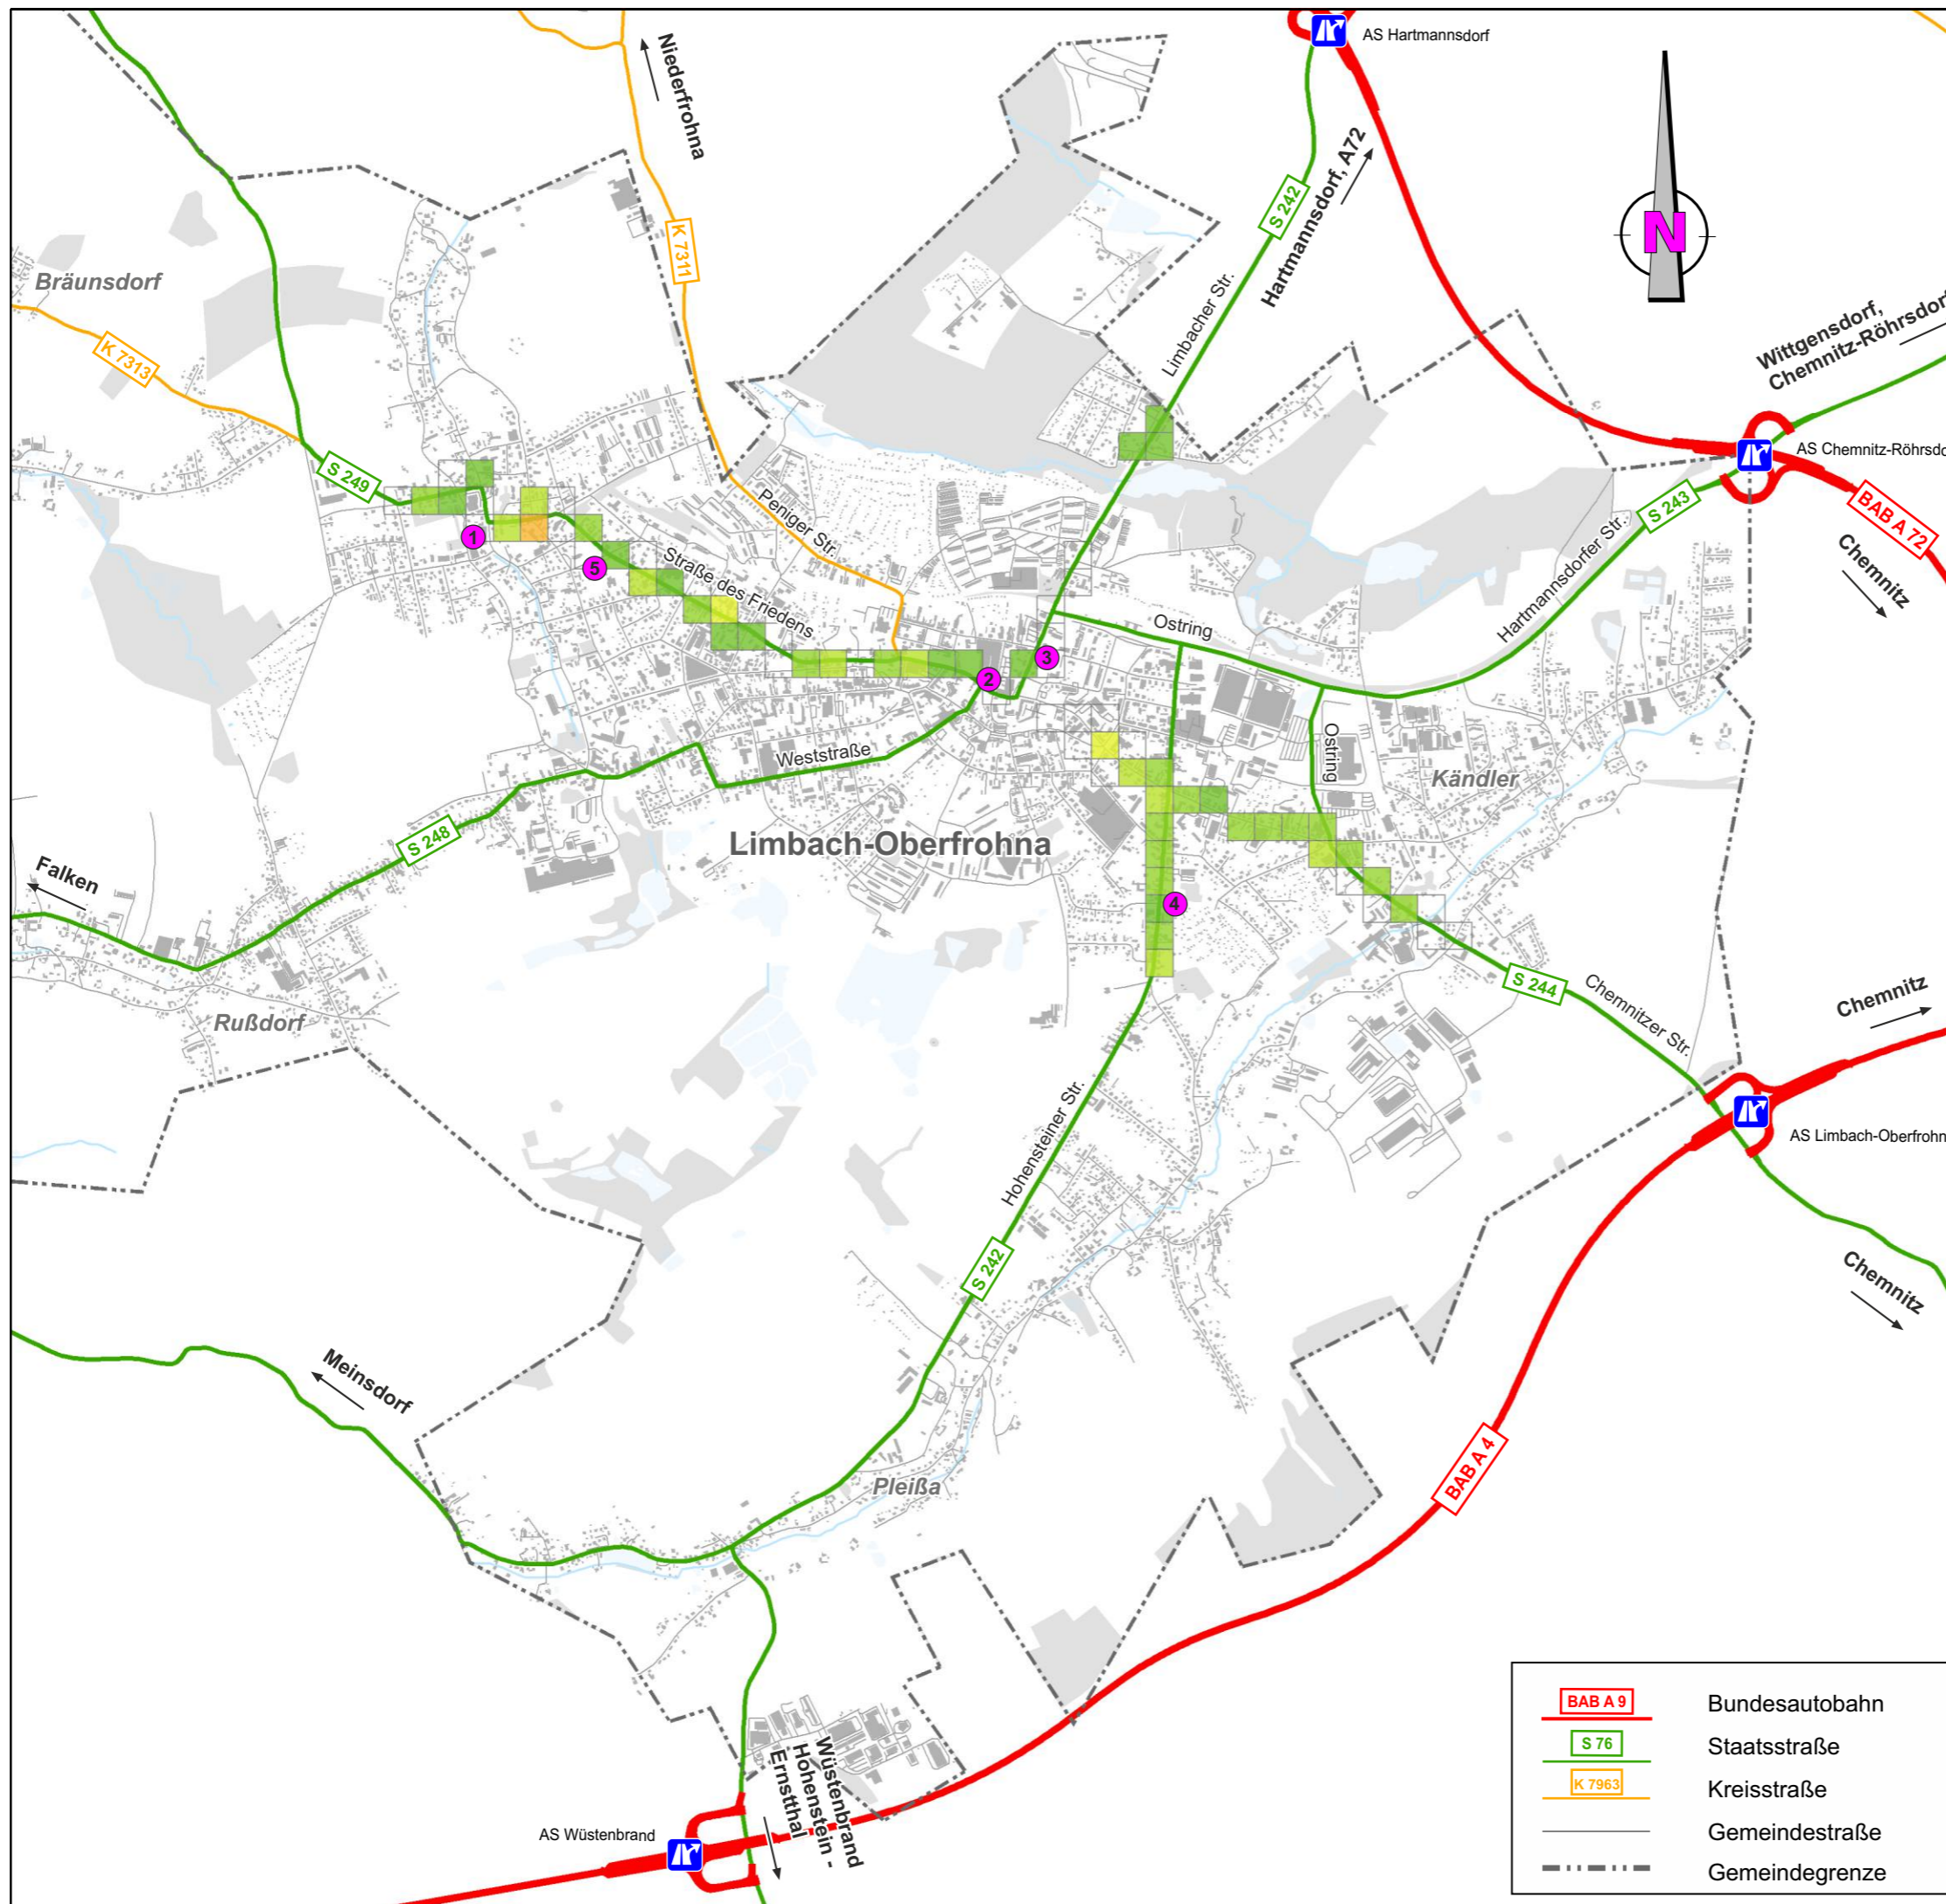 AS Hartmannsdorf
Niederfrohna
Hartmannsdorf, A72
S 242
N
K 7311
Bräunsdorf
Limbacher Str.
Wittgensdorf,
Chemnitz-Röhrsdorf
K 7313
AS Chemnitz-Röhrsdo
S 249
BAB A 72
S 243
Peniger Str.
Hartmannsdorfer Str.
Chemnitz
1
5
Straße des Friedens
Ostring
3
2
Weststraße
Ostring
Kändler
S 248
Limbach-Oberfrohna
Falken
4
S 244
Chemnitzer Str.
Chemnitz
Rußdorf
Hohensteiner Str.
AS Limbach-Oberfrohn
S 242
Chemnitz
Meinsdorf
BAB A 4
Pleißa
Wüstenbrand
Hohenstein -
Ernstthal
AS Wüstenbrand
BAB A 9 Bundesautobahn
S 76 Staatsstraße
K 7963 Kreisstraße
Gemeindestraße
Gemeindegrenze